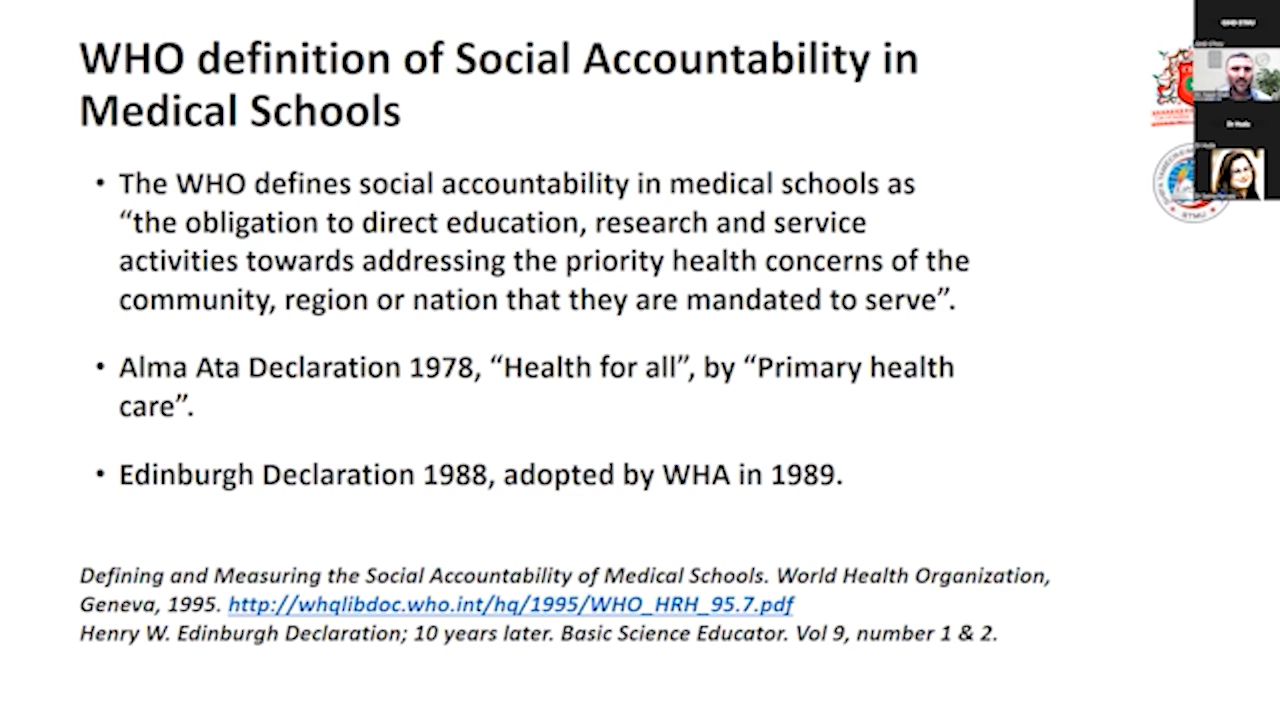 WHO definition of Social Accountability in
Medical Schools
• The WHO defines social accountability in medical schools as
“the obligation to direct education, research and service
activities towards addressing the priority health concerns of the
community, region or nation that they are mandated to serve”.
• Alma Ata Declaration 1978, “Health for all”, by “Primary health
care”.
• Edinburgh Declaration 1988, adopted by WHA in 1989.
Defining and Measuring the Social Accountability of Medical Schools. World Health Organization,
Geneva, 1995. http://whqlibdoc.who.int/hq/1995/WHO_HRH_95.7.pdf
Henry W. Edinburgh Declaration; 10 years later. Basic Science Educator. Vol 9, number 1 & 2.
STMU